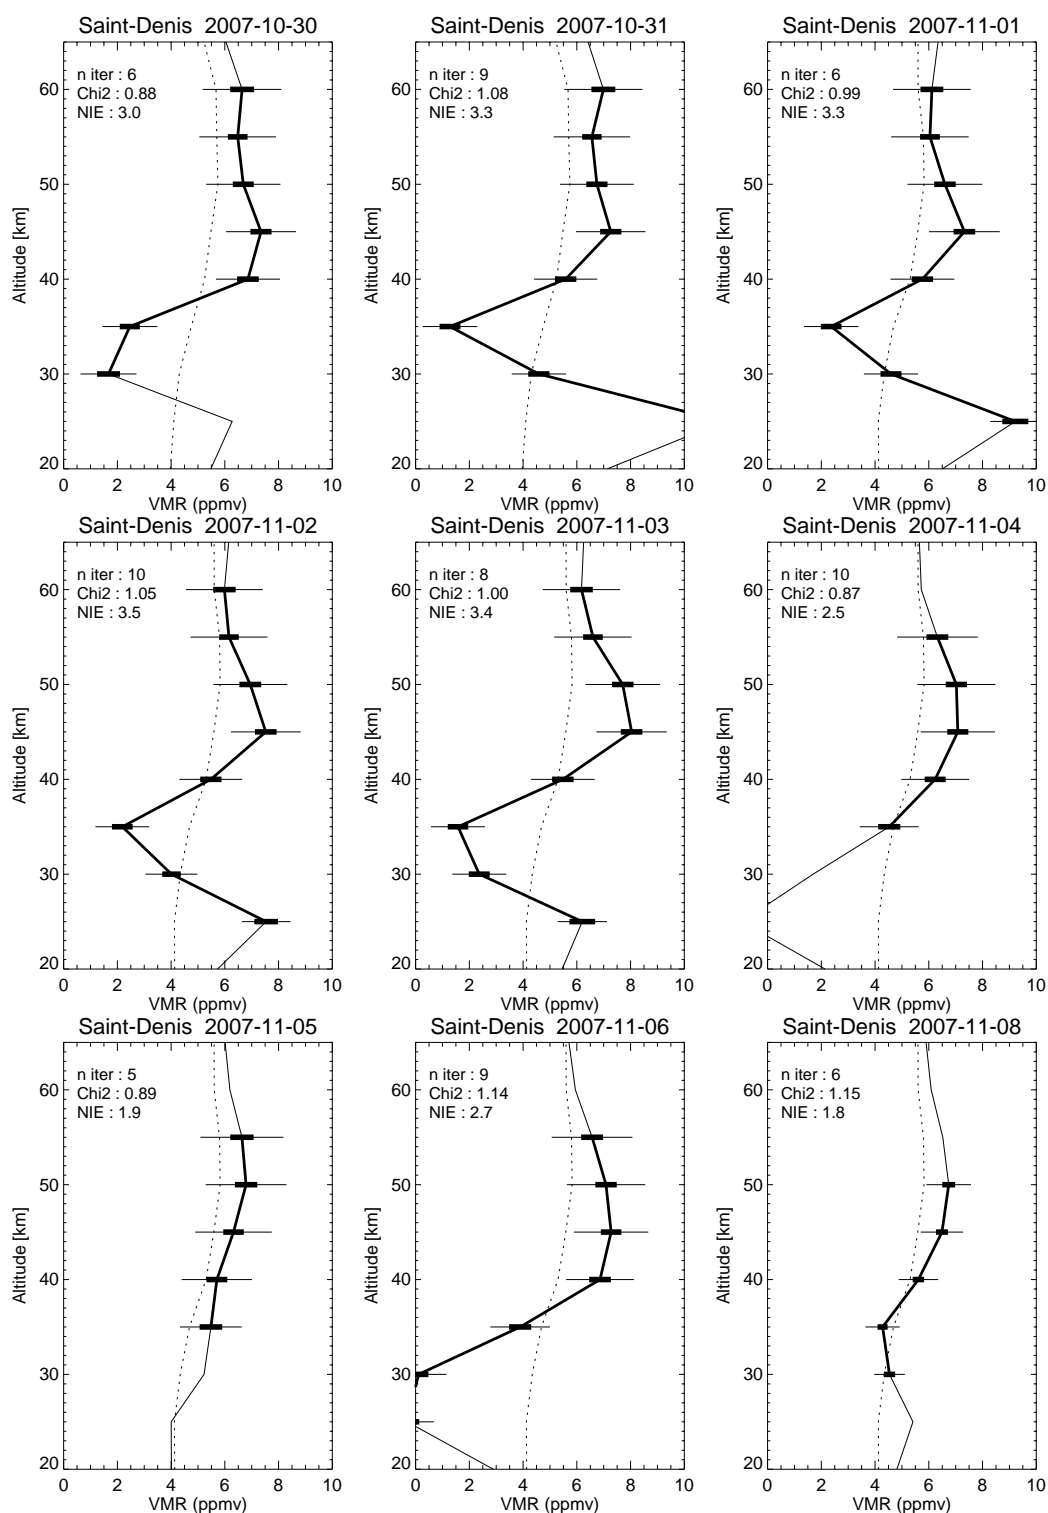 Saint-Denis 2007-10-30
n iter : 6
Chi2 : 0.88
NIE : 3.0
60
50
40
30
20
Altitude [km]
0 2 4 6 8 10
VMR (ppmv)
Saint-Denis 2007-10-31
n iter : 9
Chi2 : 1.08
NIE : 3.3
60
50
40
30
20
Altitude [km]
0 2 4 6 8 10
VMR (ppmv)
Saint-Denis 2007-11-01
n iter : 6
Chi2 : 0.99
NIE : 3.3
60
50
40
30
20
Altitude [km]
0 2 4 6 8 10
VMR (ppmv)
Saint-Denis 2007-11-02
n iter : 10
Chi2 : 1.05
NIE : 3.5
60
50
40
30
20
Altitude [km]
0 2 4 6 8 10
VMR (ppmv)
Saint-Denis 2007-11-03
n iter : 8
Chi2 : 1.00
NIE : 3.4
60
50
40
30
20
Altitude [km]
0 2 4 6 8 10
VMR (ppmv)
Saint-Denis 2007-11-04
n iter : 10
Chi2 : 0.87
NIE : 2.5
60
50
40
30
20
Altitude [km]
0 2 4 6 8 10
VMR (ppmv)
Saint-Denis 2007-11-05
n iter : 5
Chi2 : 0.89
NIE : 1.9
60
50
40
30
20
Altitude [km]
0 2 4 6 8 10
VMR (ppmv)
Saint-Denis 2007-11-06
n iter : 9
Chi2 : 1.14
NIE : 2.7
60
50
40
30
20
Altitude [km]
0 2 4 6 8 10
VMR (ppmv)
Saint-Denis 2007-11-08
n iter : 6
Chi2 : 1.15
NIE : 1.8
60
50
40
30
20
Altitude [km]
0 2 4 6 8 10
VMR (ppmv)